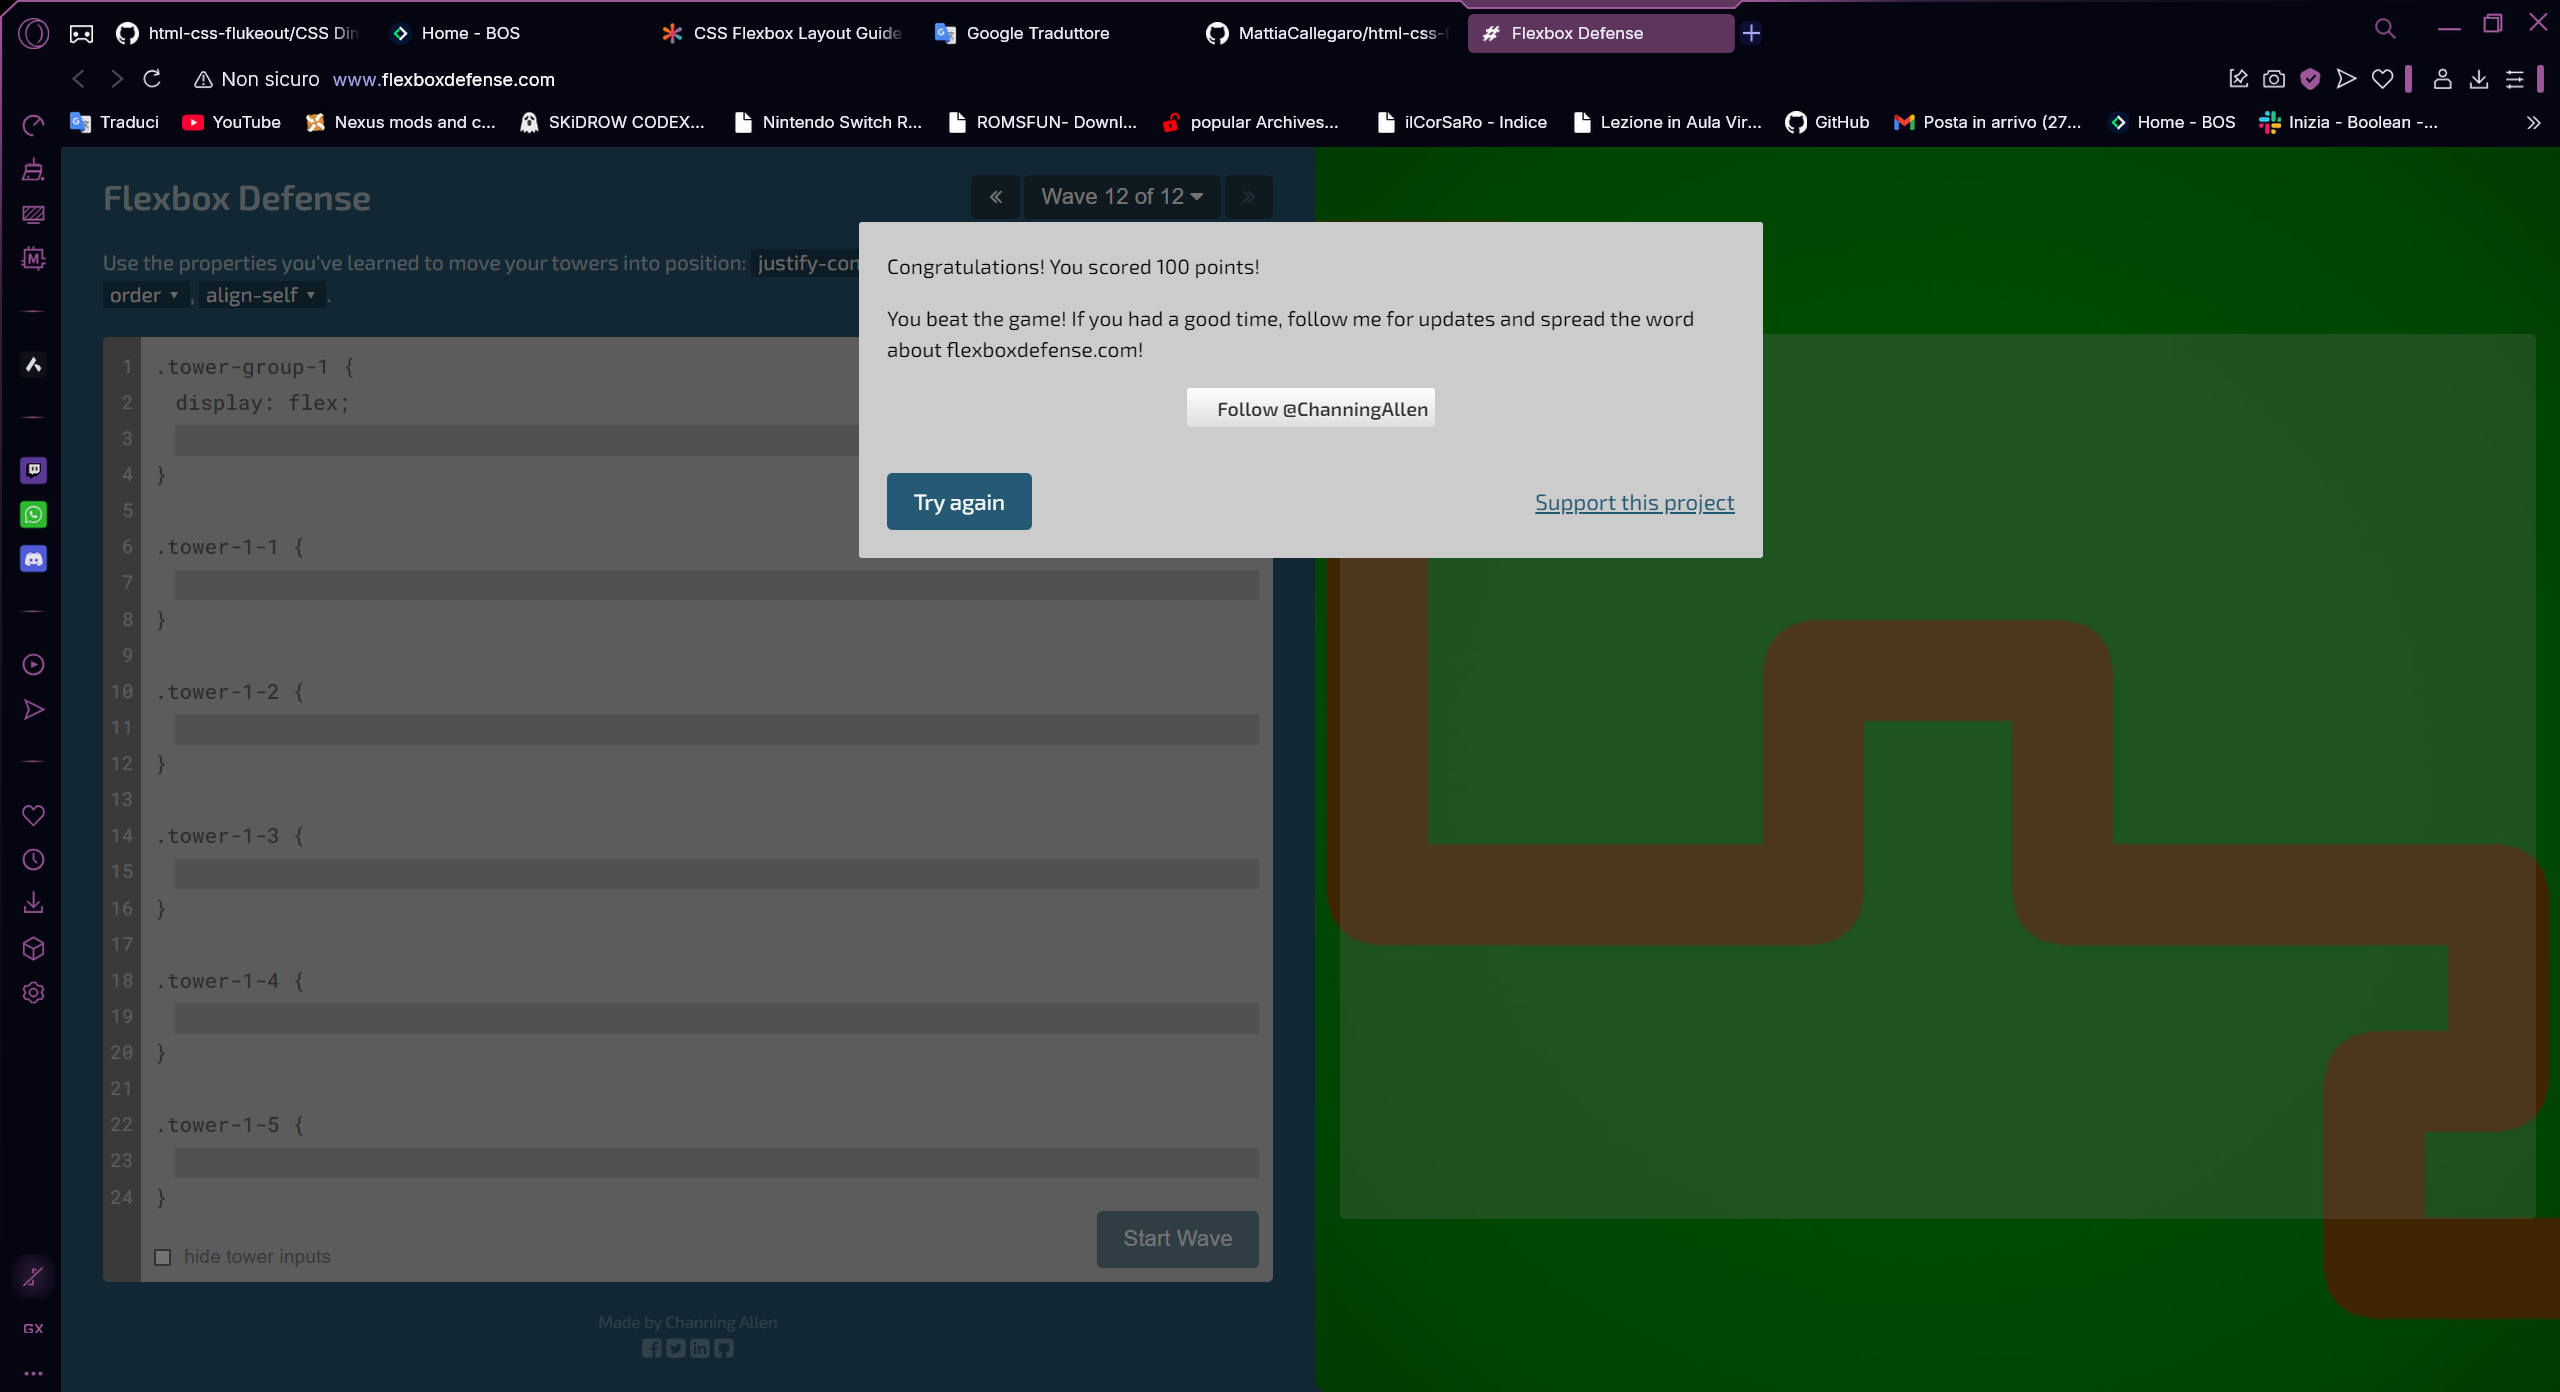 html-css-flukeout/CSS Din
Home - BOS
CSS Flexbox Layout Guide
Google Traduttore
MattiaCallegaro/html-css-f
Flexbox Defense
Non sicuro www.flexboxdefense.com
Traduci
YouTube
Nexus mods and c...
SKiDROW CODEX...
Nintendo Switch R...
ROMSFUN- Downl...
popular Archives...
ilCorSaRo - Indice
Lezione in Aula Vir...
GitHub
Posta in arrivo (27...
Home - BOS
Inizia - Boolean -...
Flexbox Defense
« Wave 12 of 12 »
Use the properties you've learned to move your towers into position: justify-con
order , align-self .
Congratulations! You scored 100 points!
You beat the game! If you had a good time, follow me for updates and spread the word
about flexboxdefense.com!
Follow @ChanningAllen
Try again
Support this project
1 .tower-group-1 {
2 display: flex;
3
4 }
5
6 .tower-1-1 {
7
8 }
9
10 .tower-1-2 {
11
12 }
13
14 .tower-1-3 {
15
16 }
17
18 .tower-1-4 {
19
20 }
21
22 .tower-1-5 {
23
24 }
hide tower inputs
Start Wave
Made by Channing Allen
M
GX